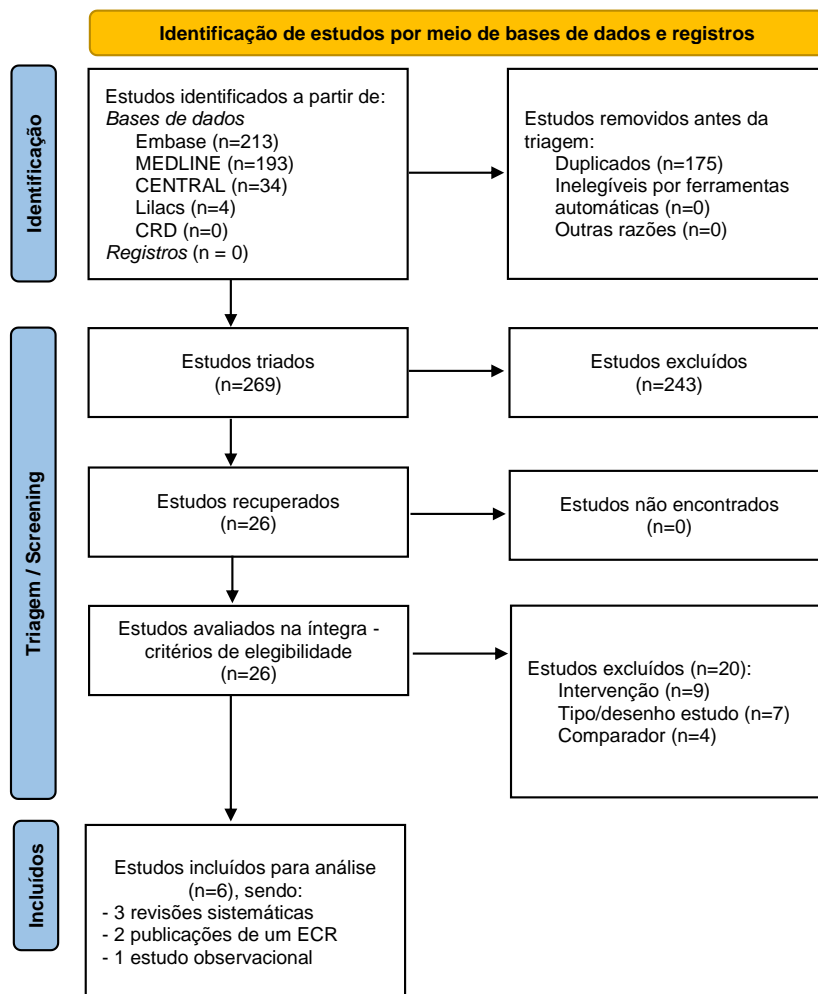 Identificação de estudos por meio de bases de dados e registros
Identificação
Estudos identificados a partir de:
Bases de dados
Embase (n=213)
MEDLINE (n=193)
CENTRAL (n=34)
Lilacs (n=4)
CRD (n=0)
Registros (n = 0)
Estudos removidos antes da
triagem:
Duplicados (n=175)
Inelegíveis por ferramentas
automáticas (n=0)
Outras razões (n=0)
Triagem / Screening
Estudos triados
(n=269)
Estudos excluídos
(n=243)
Estudos recuperados
(n=26)
Estudos não encontrados
(n=0)
Estudos avaliados na íntegra -
critérios de elegibilidade
(n=26)
Estudos excluídos (n=20):
Intervenção (n=9)
Tipo/desenho estudo (n=7)
Comparador (n=4)
Incluídos
Estudos incluídos para análise
(n=6), sendo:
- 3 revisões sistemáticas
- 2 publicações de um ECR
- 1 estudo observacional